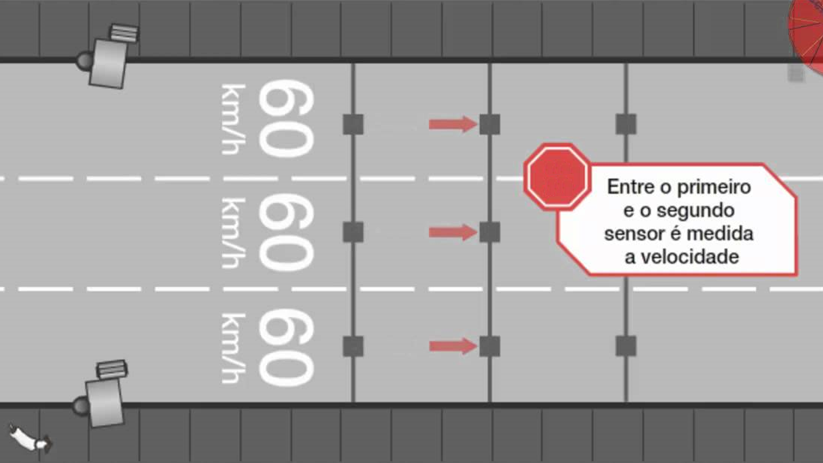 60
km/h
60
km/h
60
km/h
Entre o primeiro
e o segundo
sensor é medida
a velocidade